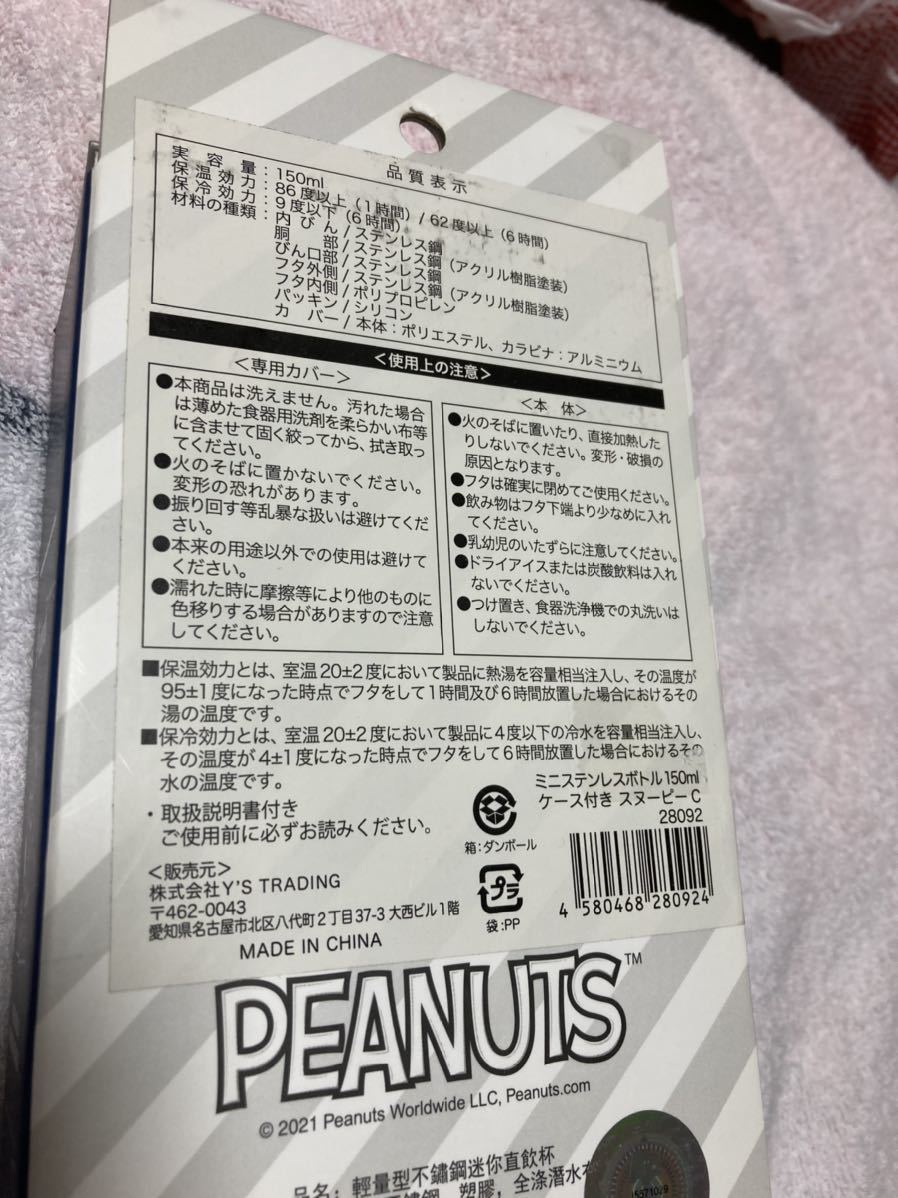 品質表示
実容量：150ml
保温効力：86度以上（1時間）/ 62度以上（6時間）
保冷効力：9度以下（6時間）
材料の種類：内びん/ステンレス鋼
胴部/ステンレス鋼（アクリル樹脂塗装）
びん口部/ステンレス鋼
フタ外側/ステンレス鋼（アクリル樹脂塗装）
フタ内側/ポリプロピレン
パッキン/シリコン
カバー/本体：ポリエステル、カラビナ：アルミニウム
＜使用上の注意＞
＜専用カバー＞
●本商品は洗えません。汚れた場合
は薄めた食器用洗剤を柔らかい布等
に含ませて固く絞ってから、拭き取っ
てください。
●火のそばに置かないでください。
変形の恐れがあります。
●振り回す等乱暴な扱いは避けてくだ
さい。
●本来の用途以外での使用は避けて
ください。
●濡れた時に摩擦等により他のものに
色移りする場合がありますので注意
してください。
＜本体＞
●火のそばに置いたり、直接加熱した
りしないでください。変形・破損の
原因となります。
●フタは確実に閉めてご使用ください。
●飲み物はフタ下端より少なめに入れ
てください。
●乳幼児のいたずらに注意してください。
●ドライアイスまたは炭酸飲料は入れ
ないでください。
●つけ置き、食器洗浄機での丸洗いは
しないでください。
■保温効力とは、室温20±2度において製品に熱湯を容量相当注入し、その温度が
95±1度になった時点でフタをして1時間及び6時間放置した場合におけるその
湯の温度です。
■保冷効力とは、室温20±2度において製品に4度以下の冷水を容量相当注入し、
その温度が4±1度になった時点でフタをして6時間放置した場合におけるその
水の温度です。
・取扱説明書付き
ご使用前に必ずお読みください。
＜販売元＞
株式会社Y'S TRADING
〒462-0043
愛知県名古屋市北区八代町2丁目37-3 大西ビル1階
MADE IN CHINA
箱：ダンボール
プラ
袋：PP
ミニステンレスボトル150ml
ケース付き スヌーピー C
28092
4 580468 280924
PEANUTS™
© 2021 Peanuts Worldwide LLC, Peanuts.com
品名：輕量型不鏽鋼迷你直飲杯
不鏽鋼、塑膠，全滌潛水